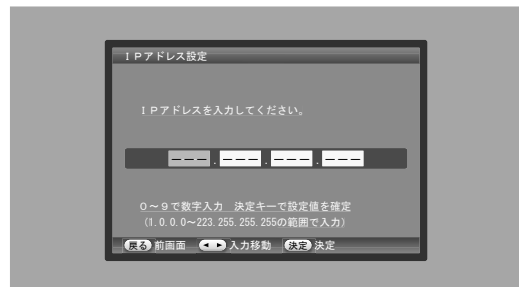 ＩＰアドレス設定
ＩＰアドレスを入力してください。
−−−.−−−.−−−.−−−
０～９で数字入力　決定キーで設定値を確定
(1.0.0.0～223.255.255.255の範囲で入力)
戻る 前画面　◀ ▶ 入力移動　決定 決定